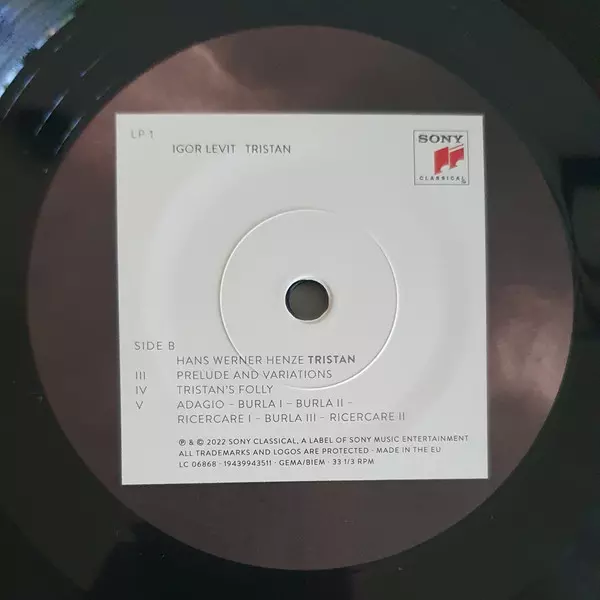 LP 1
IGOR LEVIT TRISTAN
SONY
CLASSICAL
SIDE B
HANS WERNER HENZE TRISTAN
III PRELUDE AND VARIATIONS
IV TRISTAN'S FOLLY
V ADAGIO – BURLA I – BURLA II –
RICERCARE I – BURLA III – RICERCARE II
℗ & © 2022 SONY CLASSICAL, A LABEL OF SONY MUSIC ENTERTAINMENT
ALL TRADEMARKS AND LOGOS ARE PROTECTED · MADE IN THE EU
LC 06868 · 19439943511 · GEMA/BIEM · 33 1/3 RPM